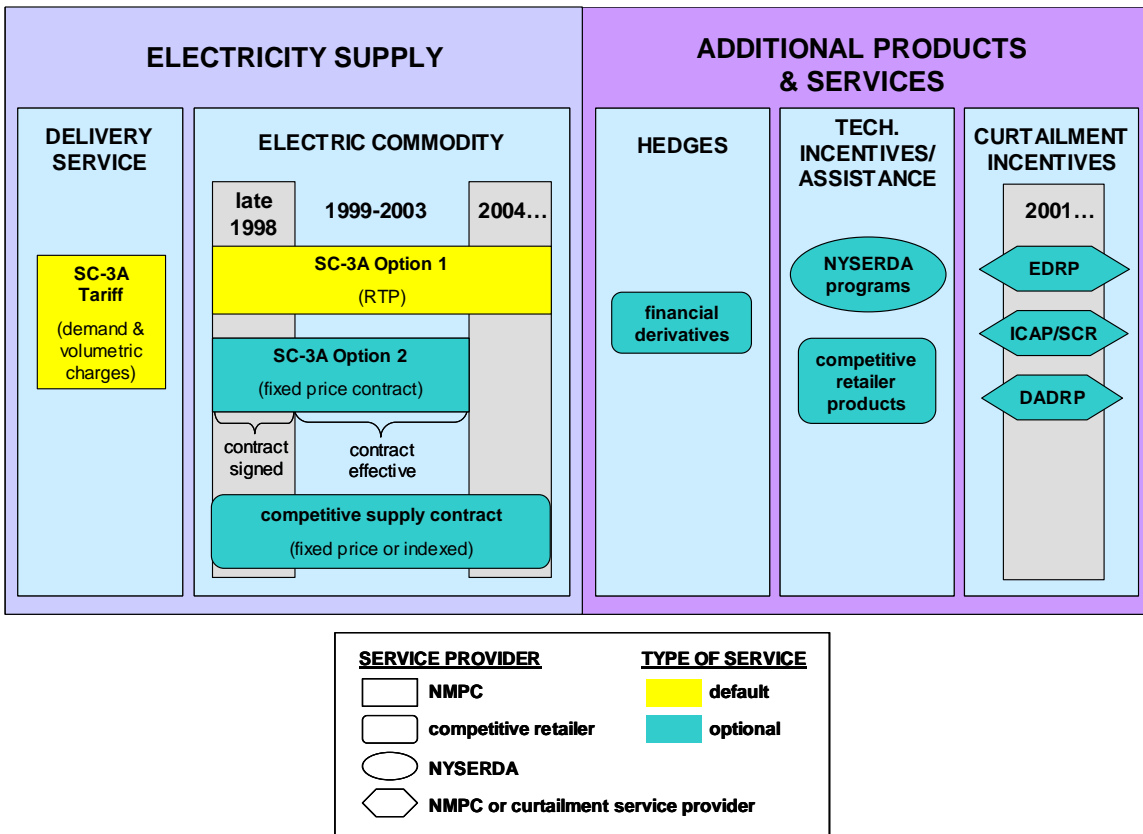 ELECTRICITY SUPPLY
ADDITIONAL PRODUCTS
& SERVICES
DELIVERY
SERVICE
ELECTRIC COMMODITY
HEDGES
TECH.
INCENTIVES/
ASSISTANCE
CURTAILMENT
INCENTIVES
late
1998
1999-2003
2004...
2001...
SC-3A
Tariff
(demand &
volumetric
charges)
SC-3A Option 1
(RTP)
SC-3A Option 2
(fixed price contract)
contract
signed
contract
effective
competitive supply contract
(fixed price or indexed)
financial
derivatives
NYSERDA
programs
competitive
retailer
products
EDRP
ICAP/SCR
DADRP
SERVICE PROVIDER
NMPC
competitive retailer
NYSERDA
NMPC or curtailment service provider
TYPE OF SERVICE
default
optional